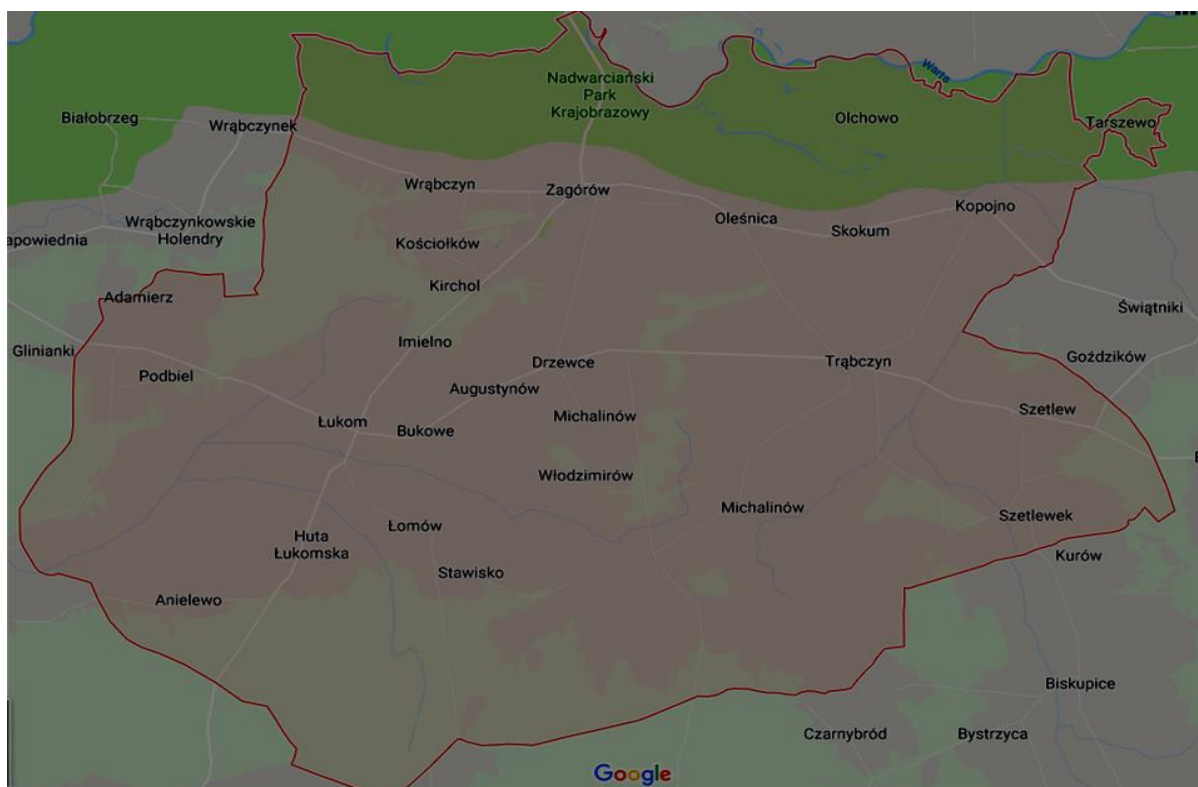 Nadwarciański
Park
Krajobrazowy
Warta
Białobrzeg
Wrąbczynek
Olchowo
Tarszewo
Wrąbczyn
Zagórów
Kopojno
Oleśnica
Skokum
Wrąbczynkowskie
Holendry
apowiednia
Kościołków
Kirchol
Adamierz
Świątniki
Imielno
Glinianki
Drzewce
Trąbczyn
Goździków
Podbiel
Augustynów
Michalinów
Szetlew
Łukom
Bukowe
Włodzimirów
Michalinów
Szetlewek
Łomów
Huta
Łukomska
Kurów
Stawisko
Anielewo
Biskupice
Czarnybród
Bystrzyca
Google